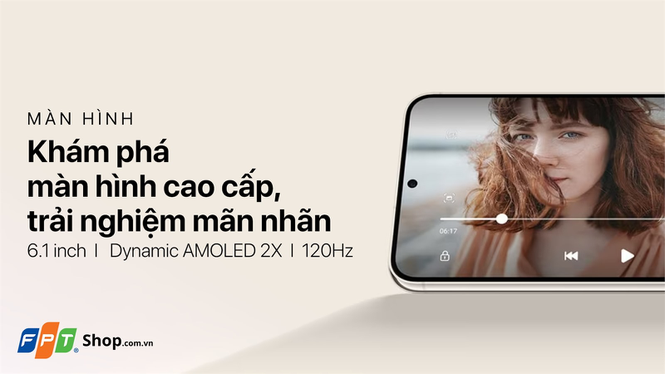 MÀN HÌNH
Khám phá
màn hình cao cấp,
trải nghiệm mãn nhãn
6.1 inch I Dynamic AMOLED 2X I 120Hz
06:17
FPT Shop.com.vn